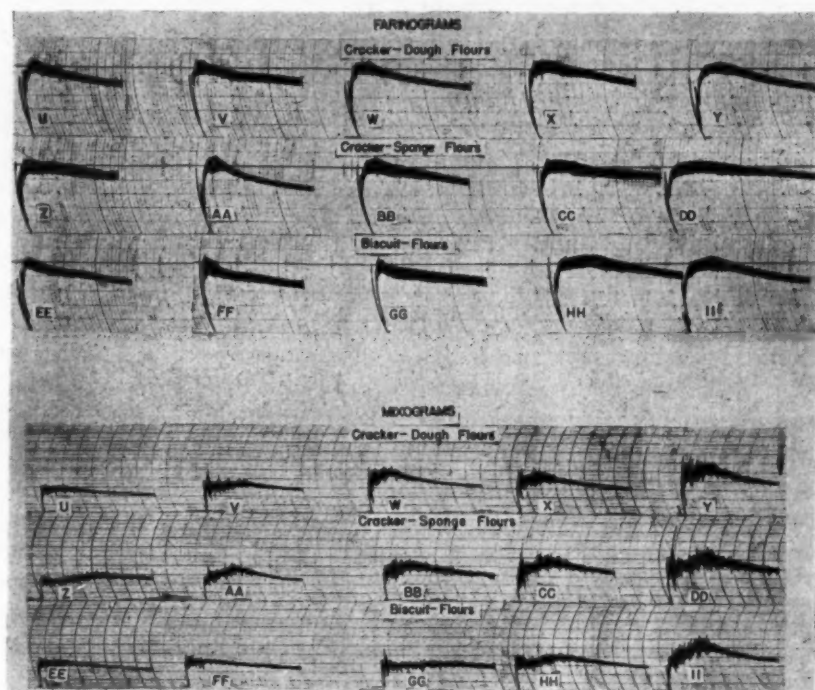 FARINOGRAMS
Cracker-Dough Flours
U V W X Y
Cracker-Sponge Flours
Z AA BB CC DD
Biscuit-Flours
EE FF GG HH II
MIXOGRAMS
Cracker-Dough Flours
U V W X Y
Cracker-Sponge Flours
Z AA BB CC DD
Biscuit-Flours
EE FF GG HH II